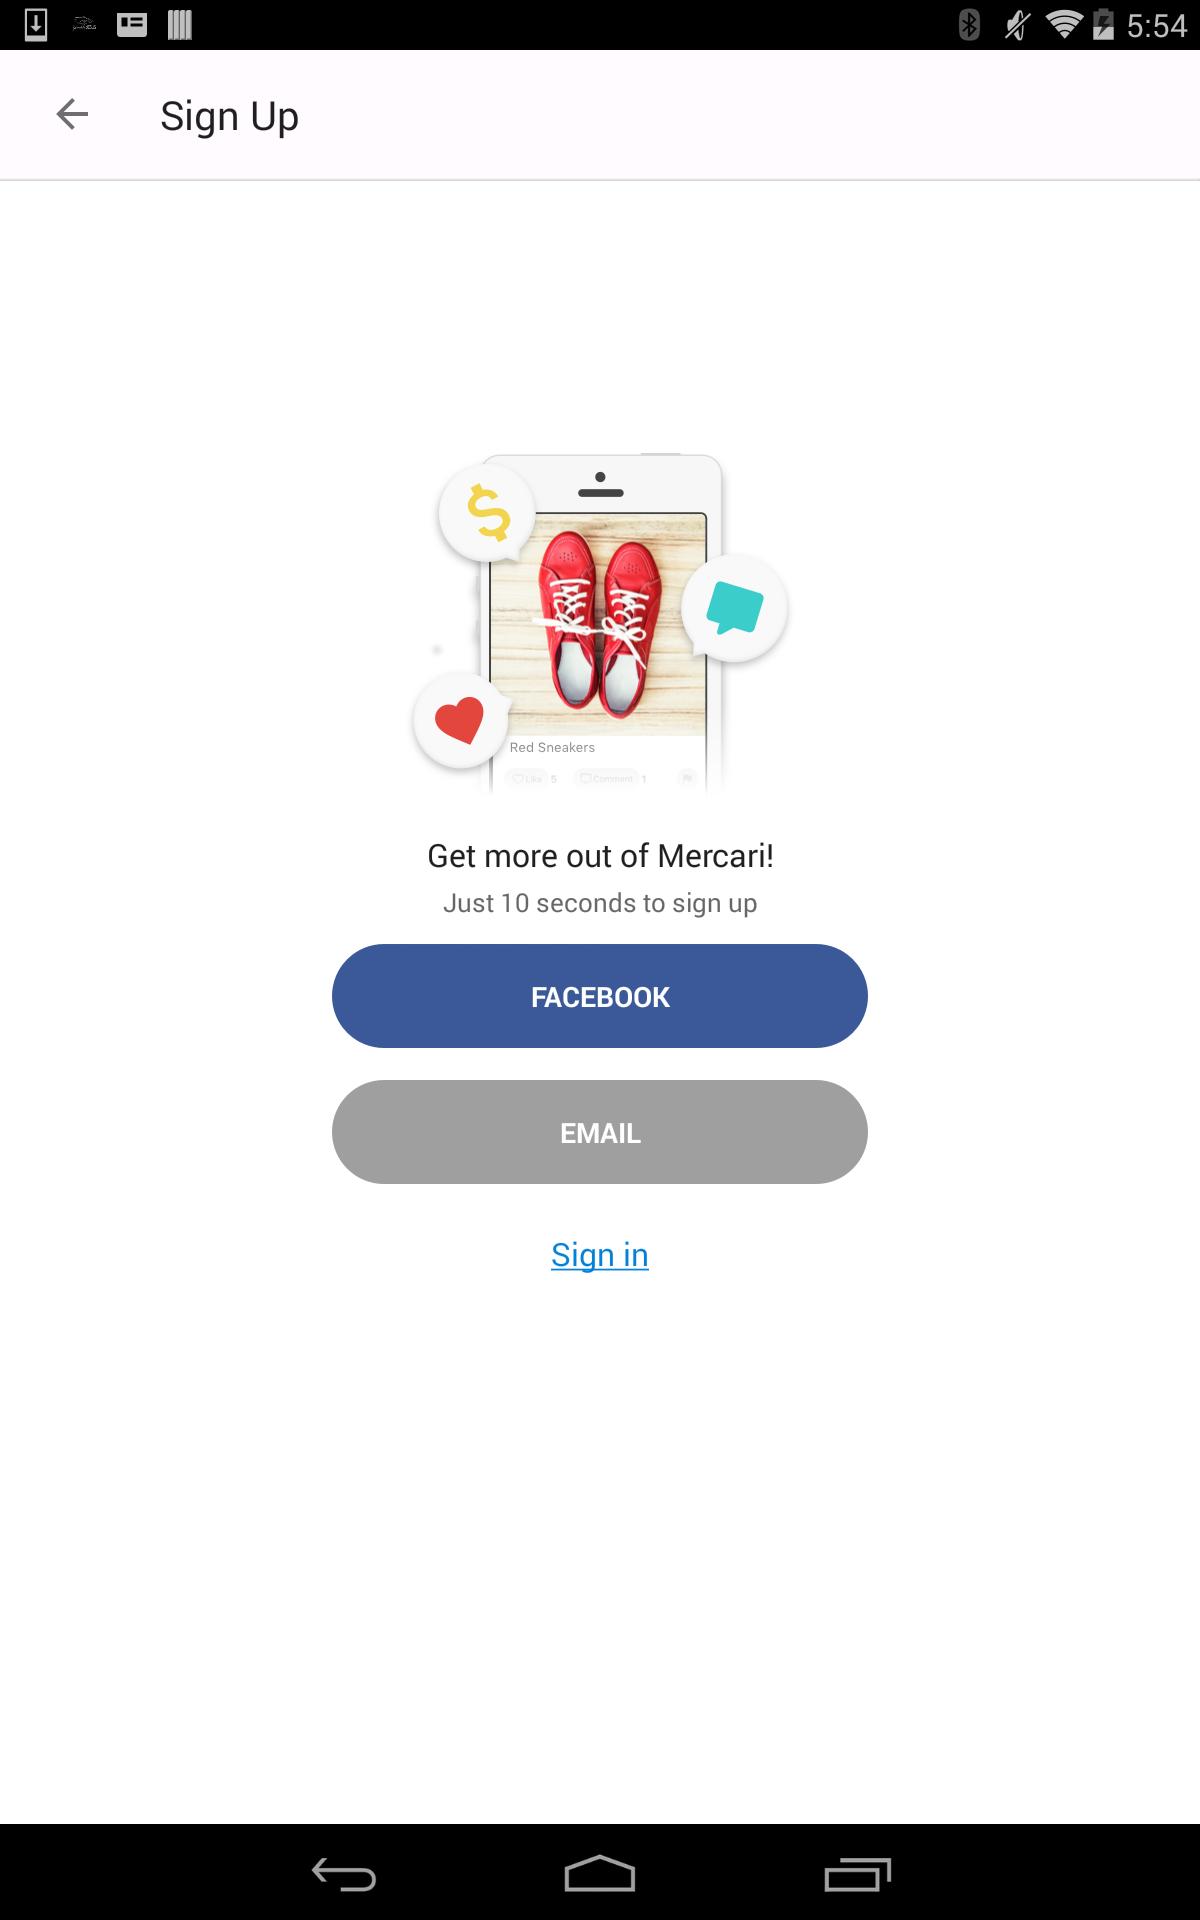 5:54
Sign Up
Red Sneakers
Like 5 Comment 1
Get more out of Mercari!
Just 10 seconds to sign up
FACEBOOK
EMAIL
Sign in